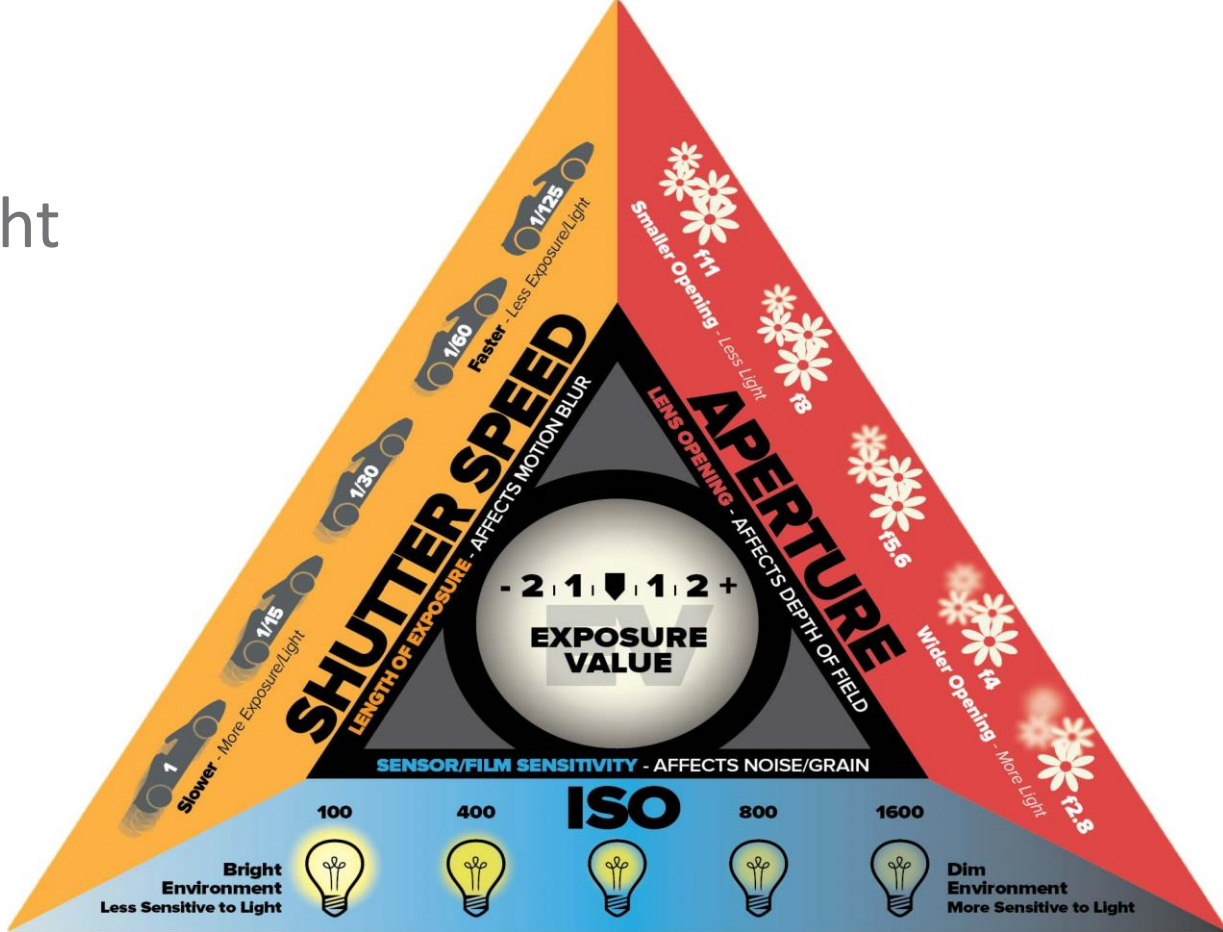 ht
SHUTTER SPEED
LENGTH OF EXPOSURE - AFFECTS MOTION BLUR
1/125
1/60
1/30
1/15
1
Faster - Less Exposure/Light
Slower - More Exposure/Light
APERTURE
LENS OPENING - AFFECTS DEPTH OF FIELD
f11
f8
f5.6
f4
f2.8
Smaller Opening - Less Light
Wider Opening - More Light
- 2 1 1 2 +
EV
EXPOSURE
VALUE
SENSOR/FILM SENSITIVITY - AFFECTS NOISE/GRAIN
ISO
100 400 800 1600
Bright
Environment
Less Sensitive to Light
Dim
Environment
More Sensitive to Light